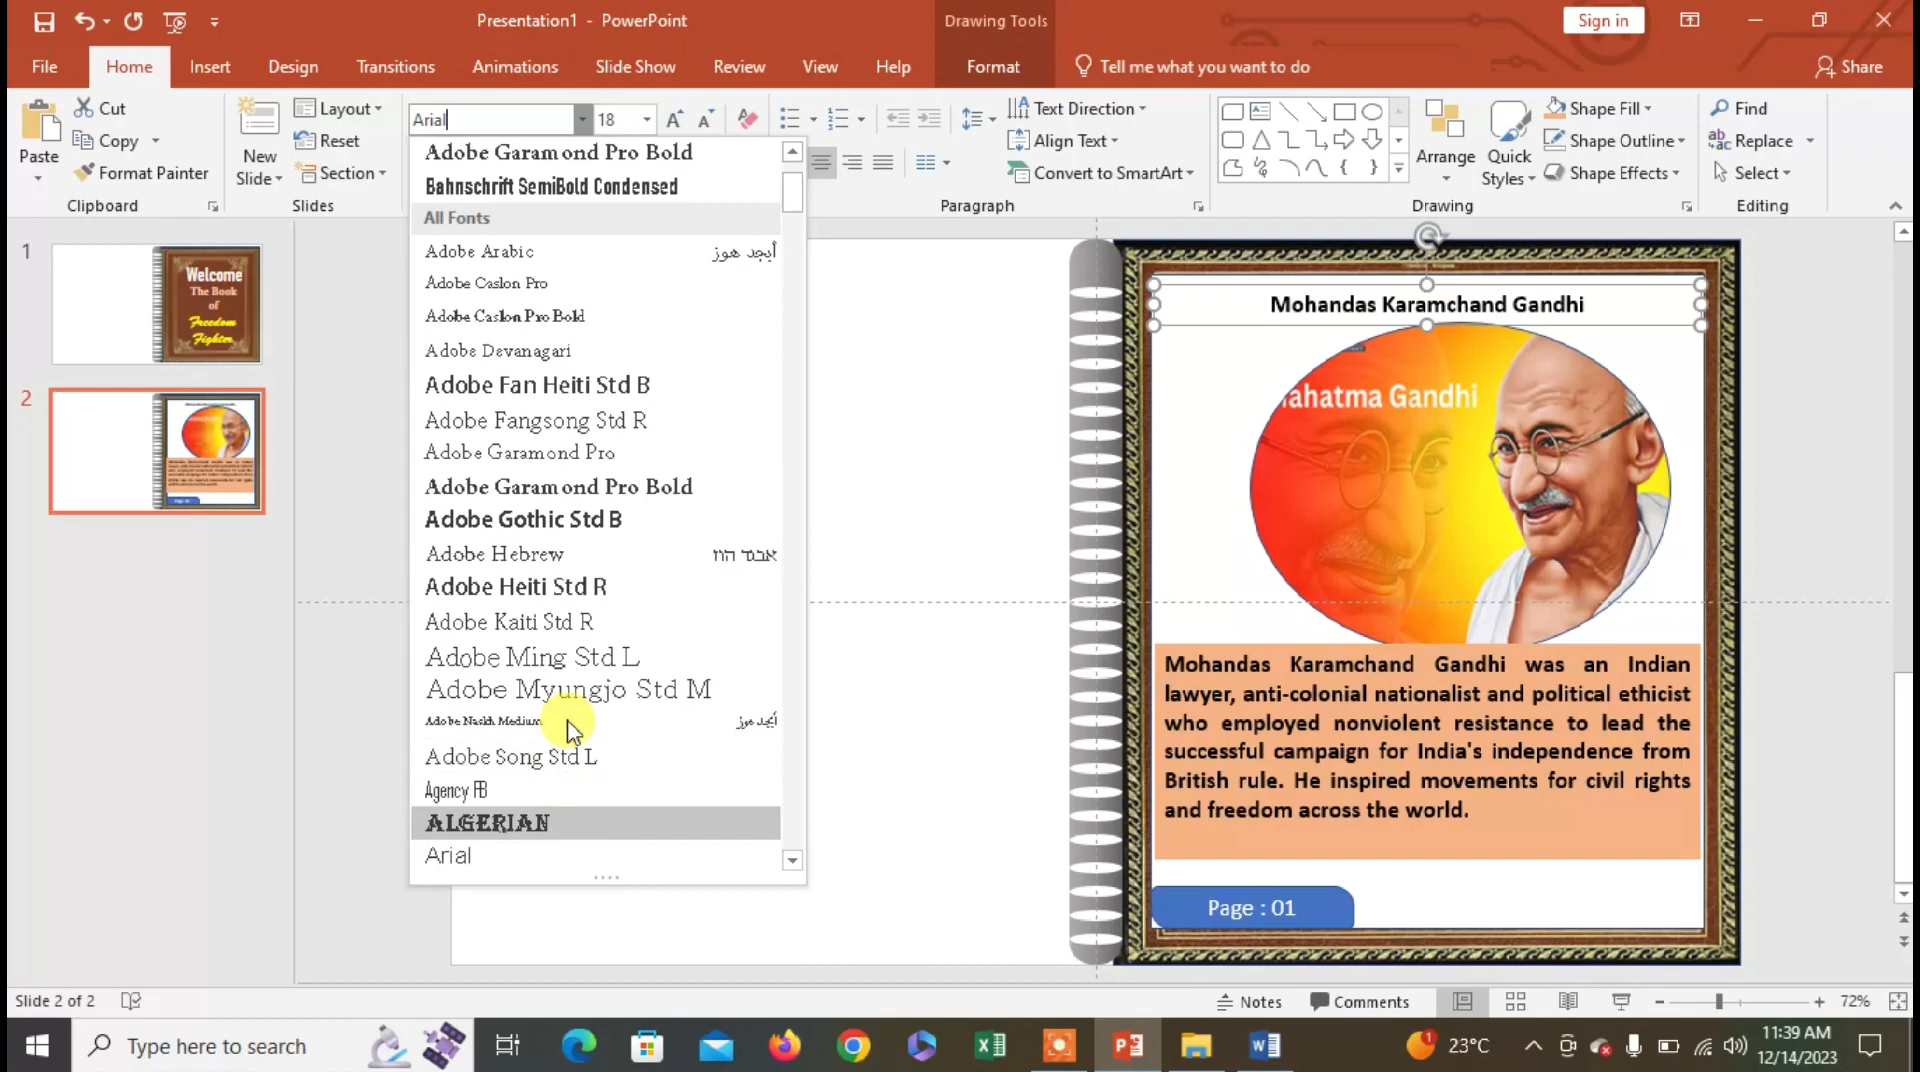 Presentation1 - PowerPoint
Drawing Tools
Sign in
File
Home
Insert
Design
Transitions
Animations
Slide Show
Review
View
Help
Format
Tell me what you want to do
Share
Paste
Cut
Copy
Format Painter
Clipboard
New
Slide
Layout
Reset
Section
Slides
Arial
18
Text Direction
Align Text
Convert to SmartArt
Paragraph
Arrange
Quick
Styles
Shape Fill
Shape Outline
Shape Effects
Drawing
Find
Replace
Select
Editing
Adobe Garamond Pro Bold
Bahnschrift SemiBold Condensed
All Fonts
Adobe Arabic أبجد هوز
Adobe Caslon Pro
Adobe Caslon Pro Bold
Adobe Devanagari
Adobe Fan Heiti Std B
Adobe Fangsong Std R
Adobe Garamond Pro
Adobe Garamond Pro Bold
Adobe Gothic Std B
Adobe Hebrew אבגד הוז
Adobe Heiti Std R
Adobe Kaiti Std R
Adobe Ming Std L
Adobe Myungjo Std M
Adobe Naskh Medium أبجد هوز
Adobe Song Std L
Agency FB
ALGERIAN
Arial
1
Welcome
The Book
of
Freedom
Fighter
2
Mohandas Karamchand Gandhi
ahatma Gandhi
Mohandas Karamchand Gandhi was an Indian
lawyer, anti-colonial nationalist and political ethicist
who employed nonviolent resistance to lead the
successful campaign for India's independence from
British rule. He inspired movements for civil rights
and freedom across the world.
Page : 01
Slide 2 of 2
Notes
Comments
72%
Type here to search
23°C
11:39 AM
12/14/2023